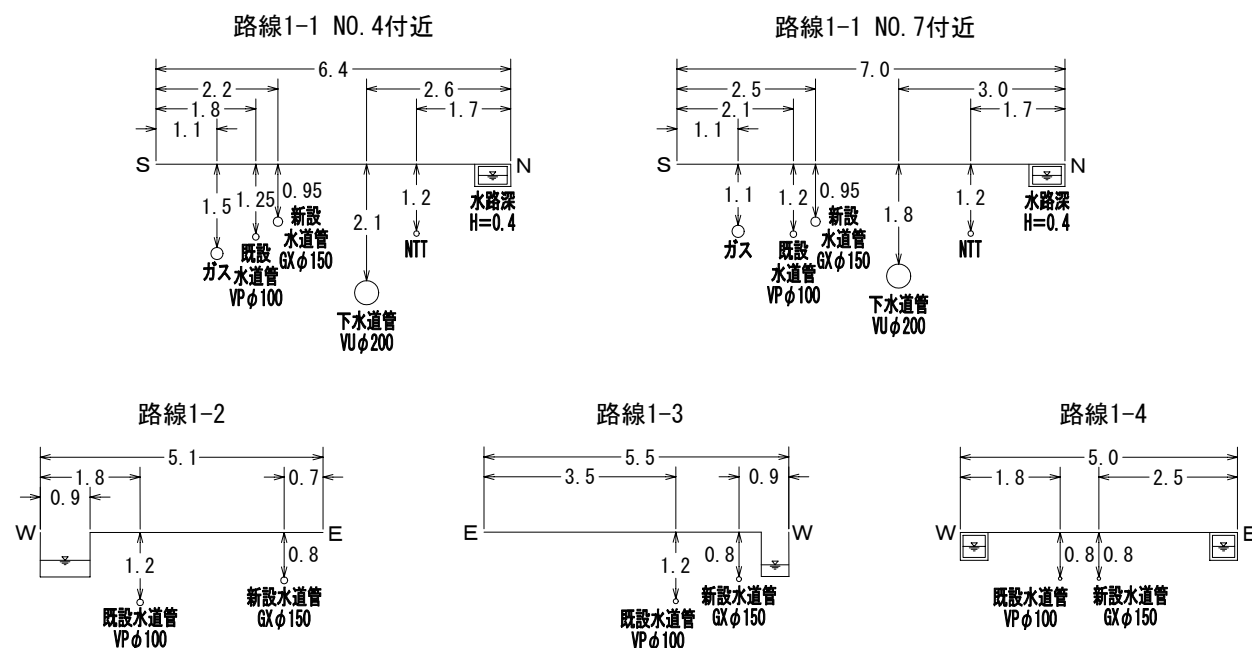 路線1-1 NO.4付近
6.4
2.2
2.6
1.8
1.7
1.1
S
N
1.5
1.25
0.95
2.1
1.2
ガス
既設
水道管
VPφ100
新設
水道管
GXφ150
下水道管
VUφ200
NTT
水路深
H=0.4
路線1-1 NO.7付近
7.0
2.5
3.0
2.1
1.7
1.1
S
N
1.1
1.2
0.95
1.8
1.2
ガス
既設
水道管
VPφ100
新設
水道管
GXφ150
下水道管
VUφ200
NTT
水路深
H=0.4
路線1-2
5.1
1.8
0.7
0.9
W
E
1.2
0.8
既設水道管
VPφ100
新設水道管
GXφ150
路線1-3
5.5
3.5
0.9
E
W
1.2
0.8
既設水道管
VPφ100
新設水道管
GXφ150
路線1-4
5.0
1.8
2.5
W
E
0.8
0.8
既設水道管
VPφ100
新設水道管
GXφ150